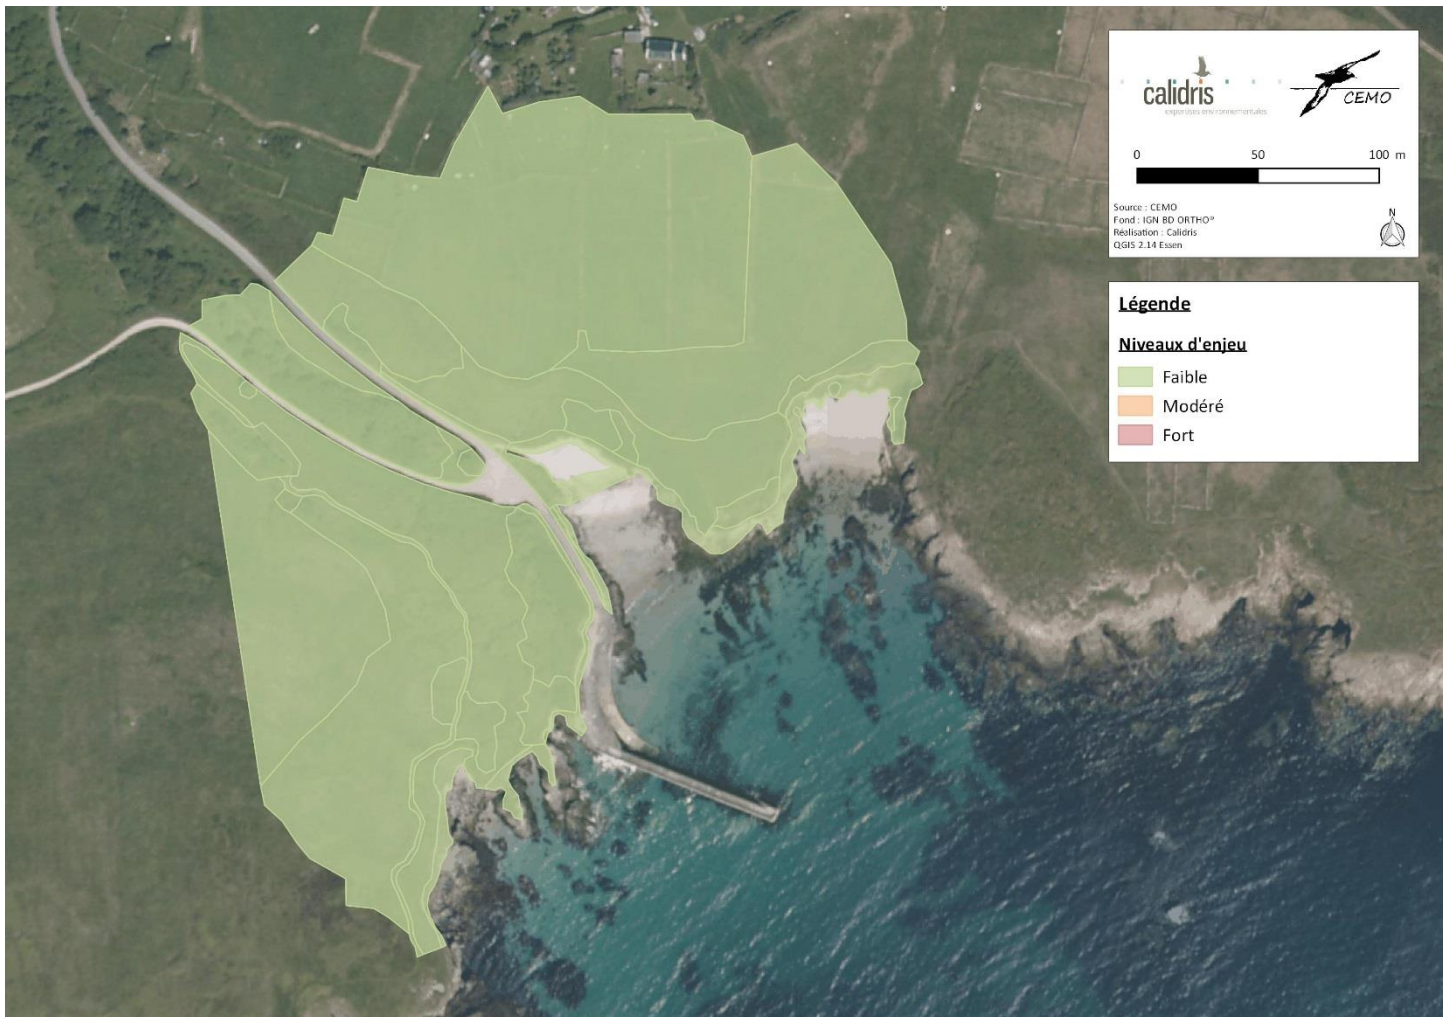 calidris
expertises environnementales
CEMO
0 50 100 m
Source : CEMO
Fond : IGN BD ORTHO®
Réalisation : Calidris
QGIS 2.14 Essen
N
Légende
Niveaux d'enjeu
Faible
Modéré
Fort